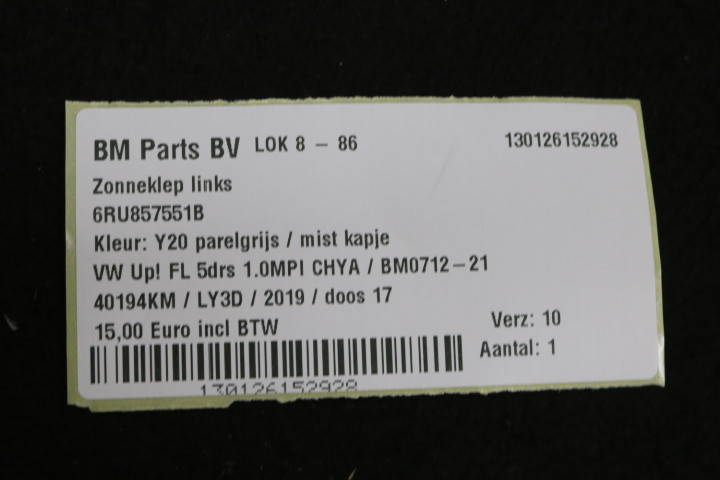 BM Parts BV LOK 8 - 86 130126152928
Zonneklep links
6RU857551B
Kleur: Y20 parelgrijs / mist kapje
VW Up! FL 5drs 1.0MPI CHYA / BM0712-21
40194KM / LY3D / 2019 / doos 17
15,00 Euro incl BTW Verz: 10
Aantal: 1
130126152928